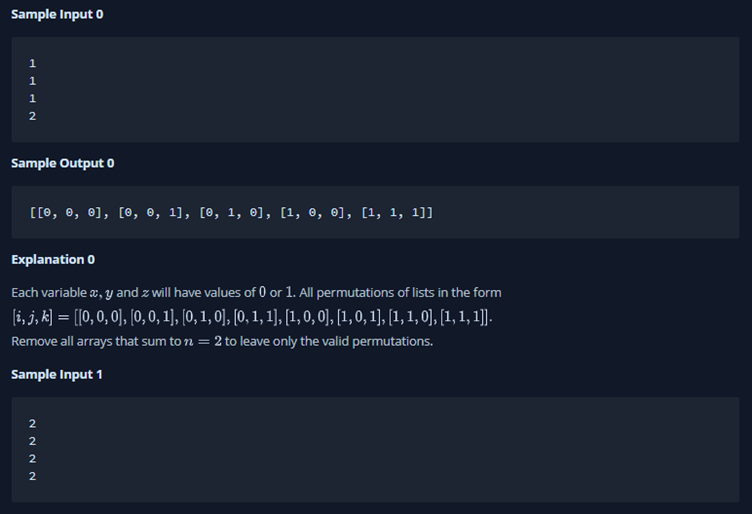 Sample Input 0
1
1
1
2
Sample Output 0
[[0, 0, 0], [0, 0, 1], [0, 1, 0], [1, 0, 0], [1, 1, 1]]
Explanation 0
Each variable x, y and z will have values of 0 or 1. All permutations of lists in the form
[i, j, k] = [[0, 0, 0], [0, 0, 1], [0, 1, 0], [0, 1, 1], [1, 0, 0], [1, 0, 1], [1, 1, 0], [1, 1, 1]].
Remove all arrays that sum to n = 2 to leave only the valid permutations.
Sample Input 1
2
2
2
2